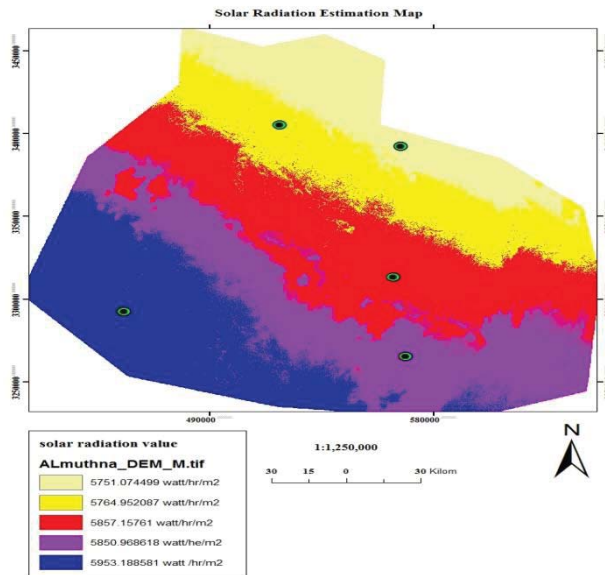 Solar Radiation Estimation Map
3450000
3400000
3350000
3300000
3250000
490000
580000
solar radiation value
ALmuthna_DEM_M.tif
5751.074499 watt/hr/m2
5764.952087 watt/hr/m2
5857.15761 watt/hr/m2
5850.968618 watt/he/m2
5953.188581 watt /hr/m2
1:1,250,000
30 15 0 30 Kilom
N